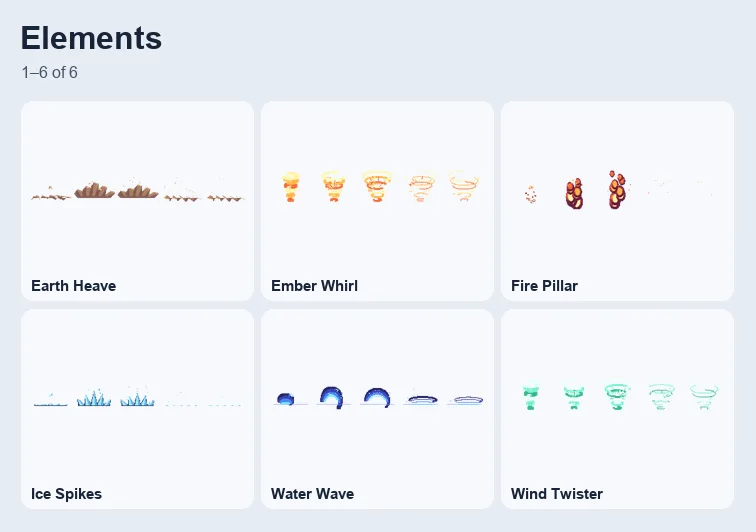 Elements
1–6 of 6
Earth Heave
Ember Whirl
Fire Pillar
Ice Spikes
Water Wave
Wind Twister